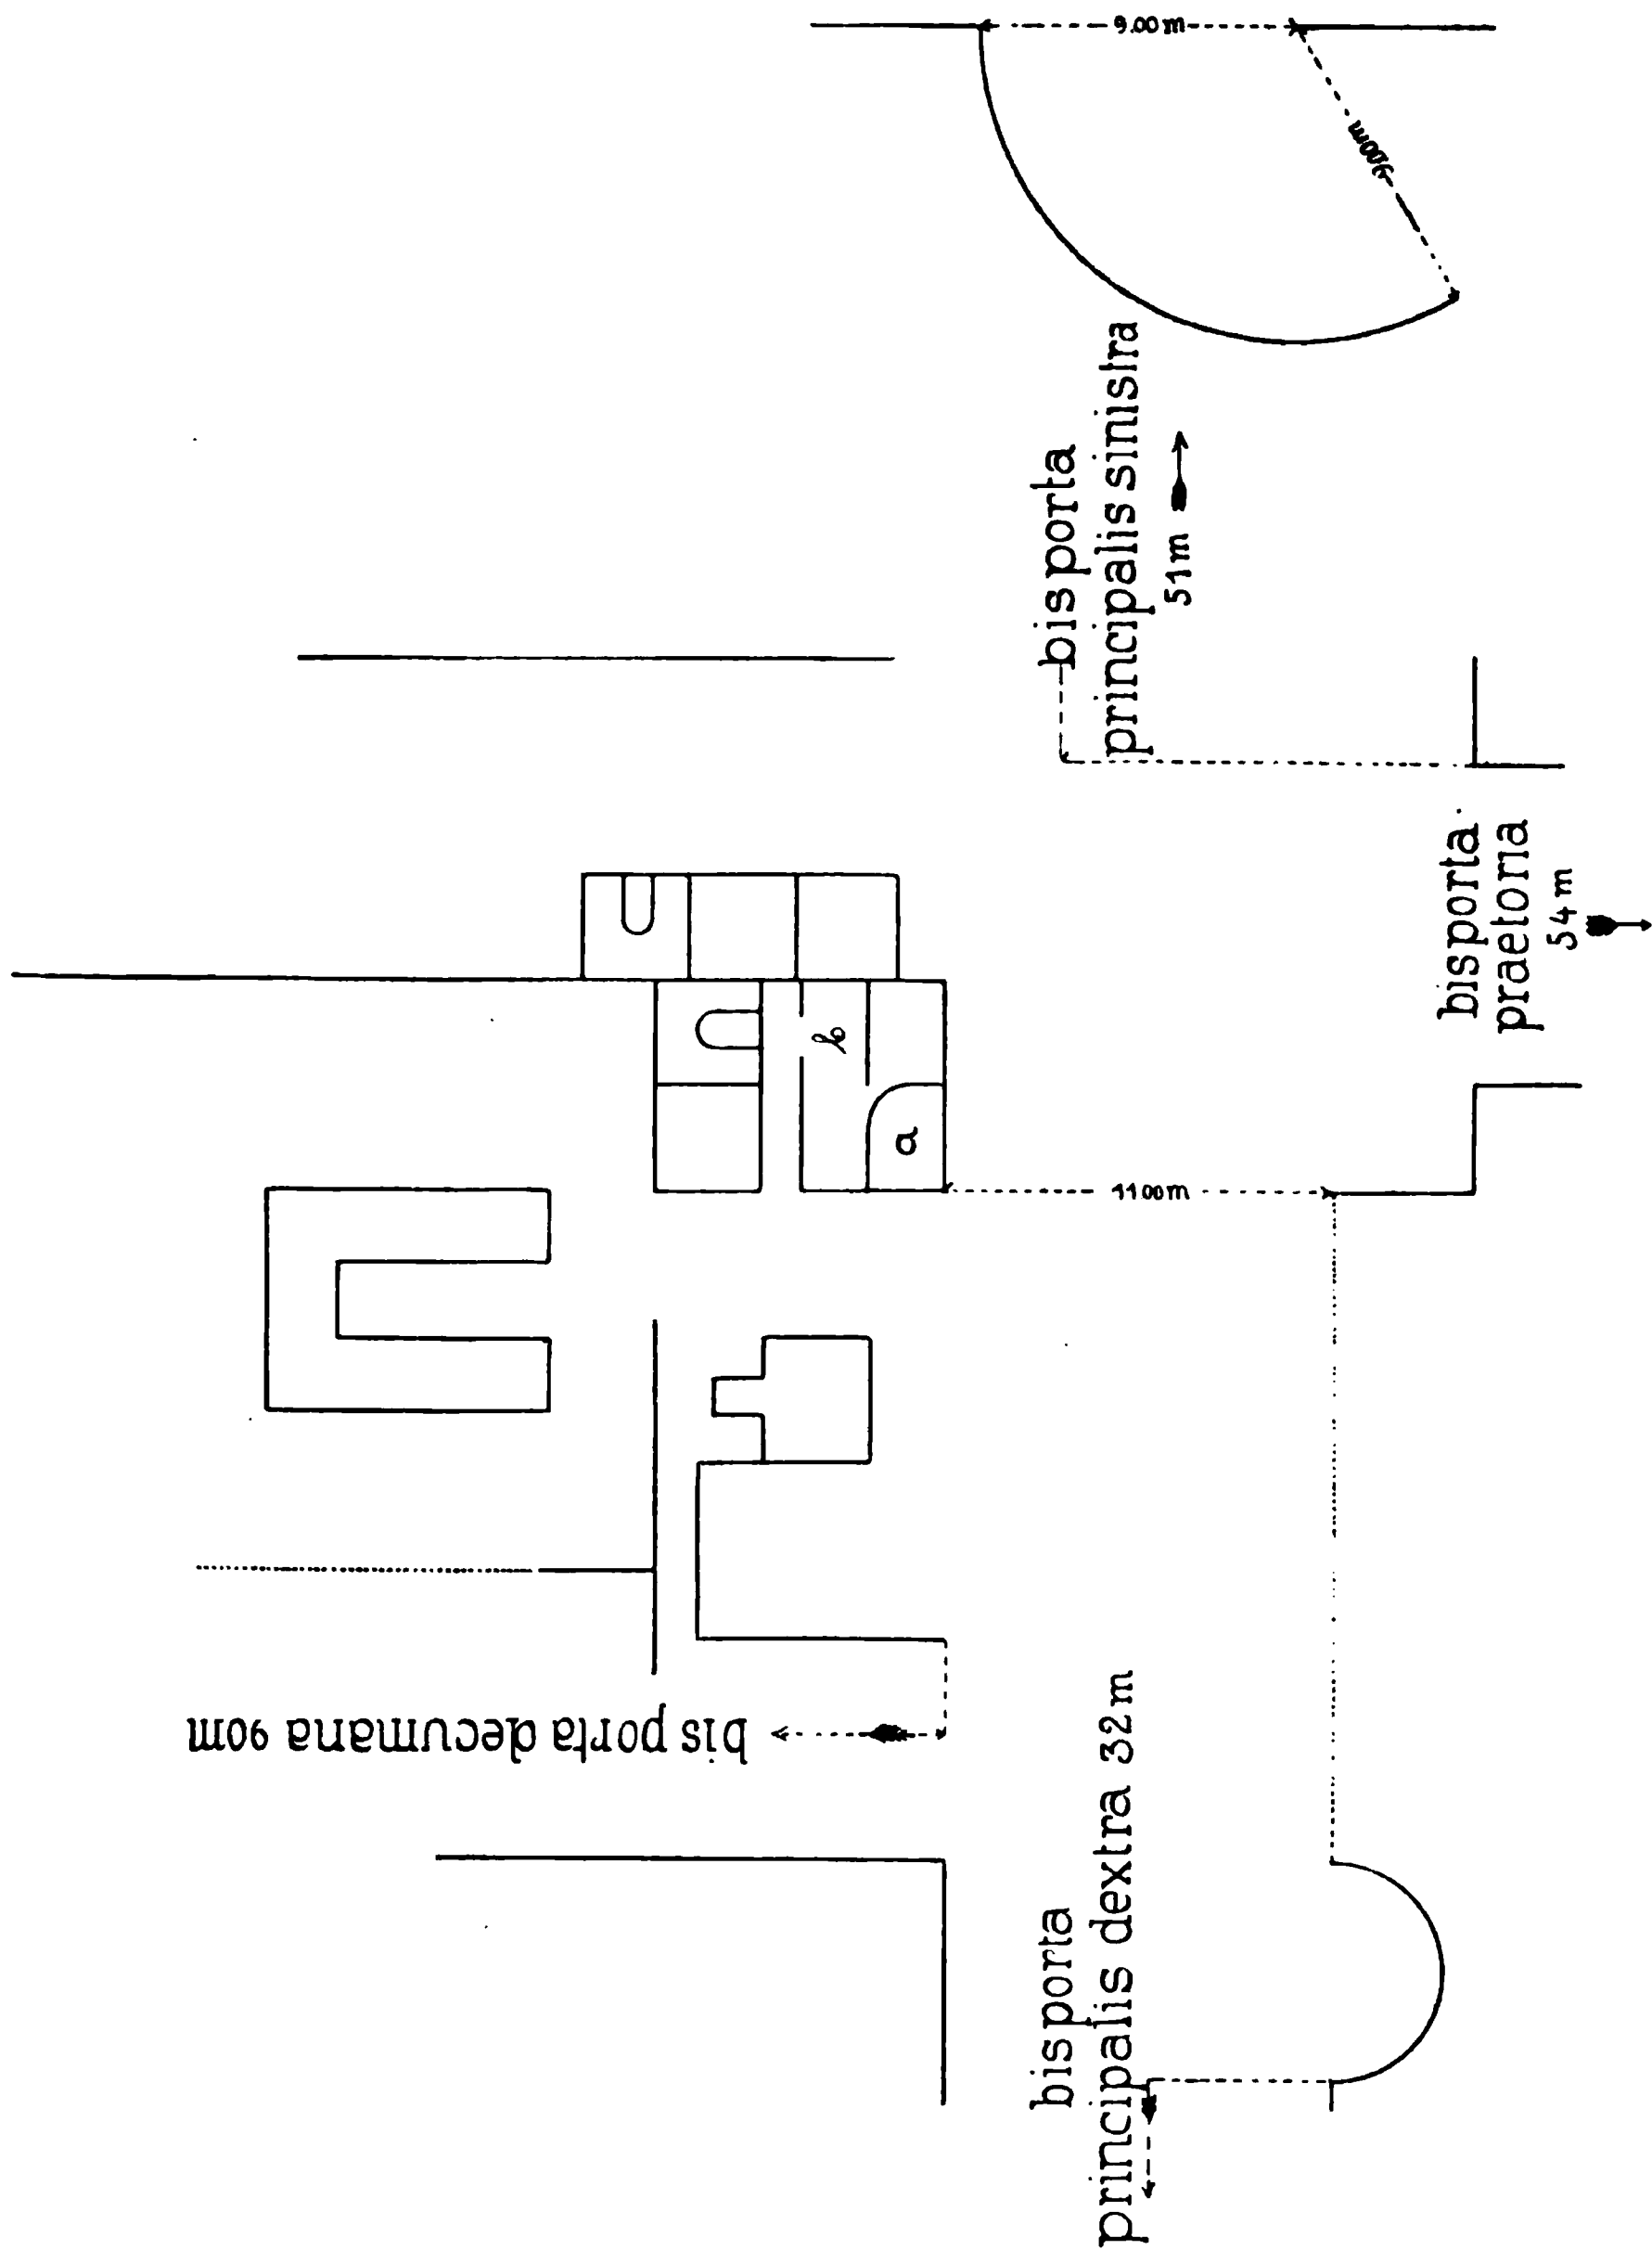 9.00 m
9,00m
bis porta
principalis sinistra
51 m
bis porta
praetoria
54 m
b
a
11 00 m
bis porta decumana 90m
bis porta
principalis dextra 32 m